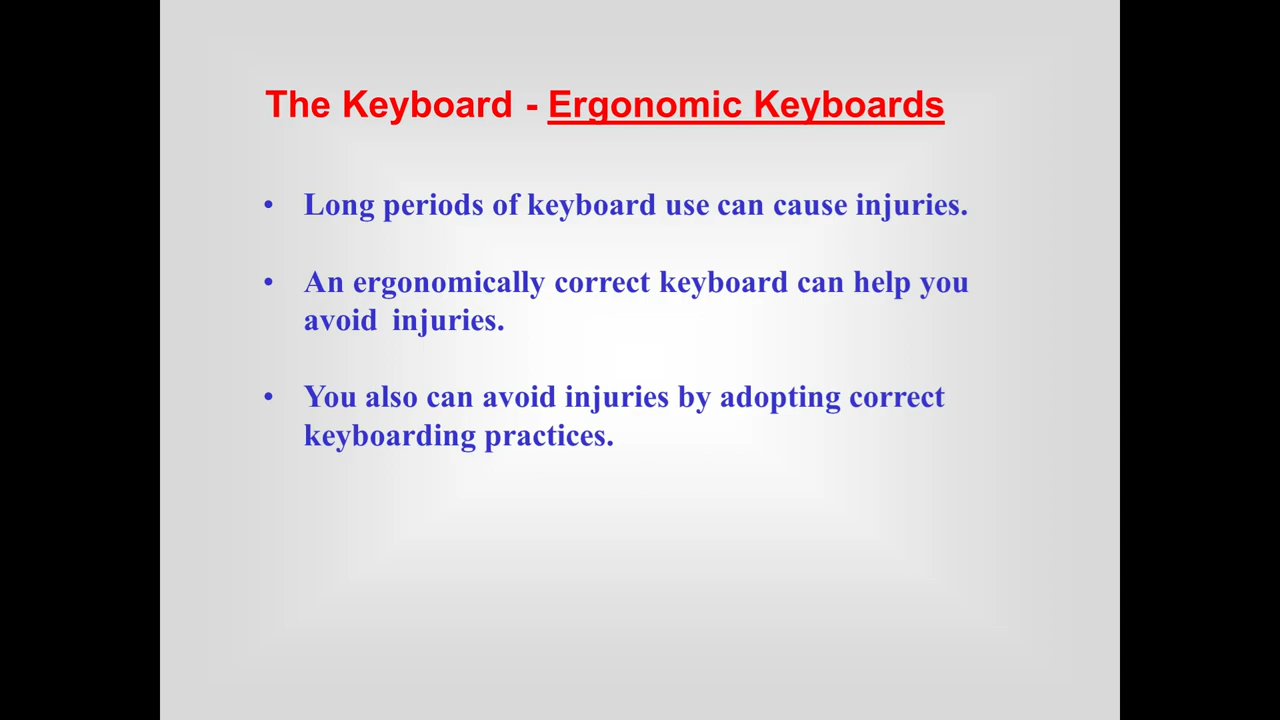 The Keyboard - Ergonomic Keyboards
• Long periods of keyboard use can cause injuries.
• An ergonomically correct keyboard can help you
avoid  injuries.
• You also can avoid injuries by adopting correct
keyboarding practices.